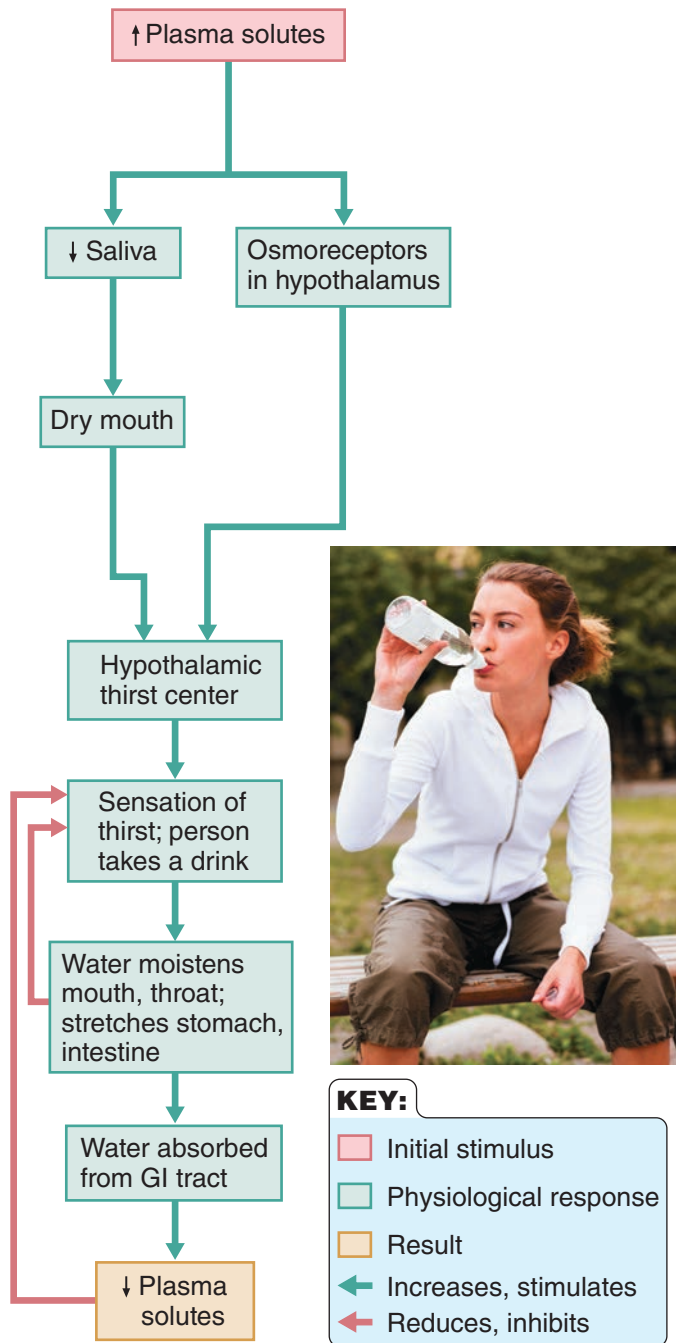 ↑ Plasma solutes
↓ Saliva
Osmoreceptors
in hypothalamus
Dry mouth
Hypothalamic
thirst center
Sensation of
thirst; person
takes a drink
Water moistens
mouth, throat;
stretches stomach,
intestine
Water absorbed
from GI tract
↓ Plasma
solutes
KEY:
Initial stimulus
Physiological response
Result
Increases, stimulates
Reduces, inhibits